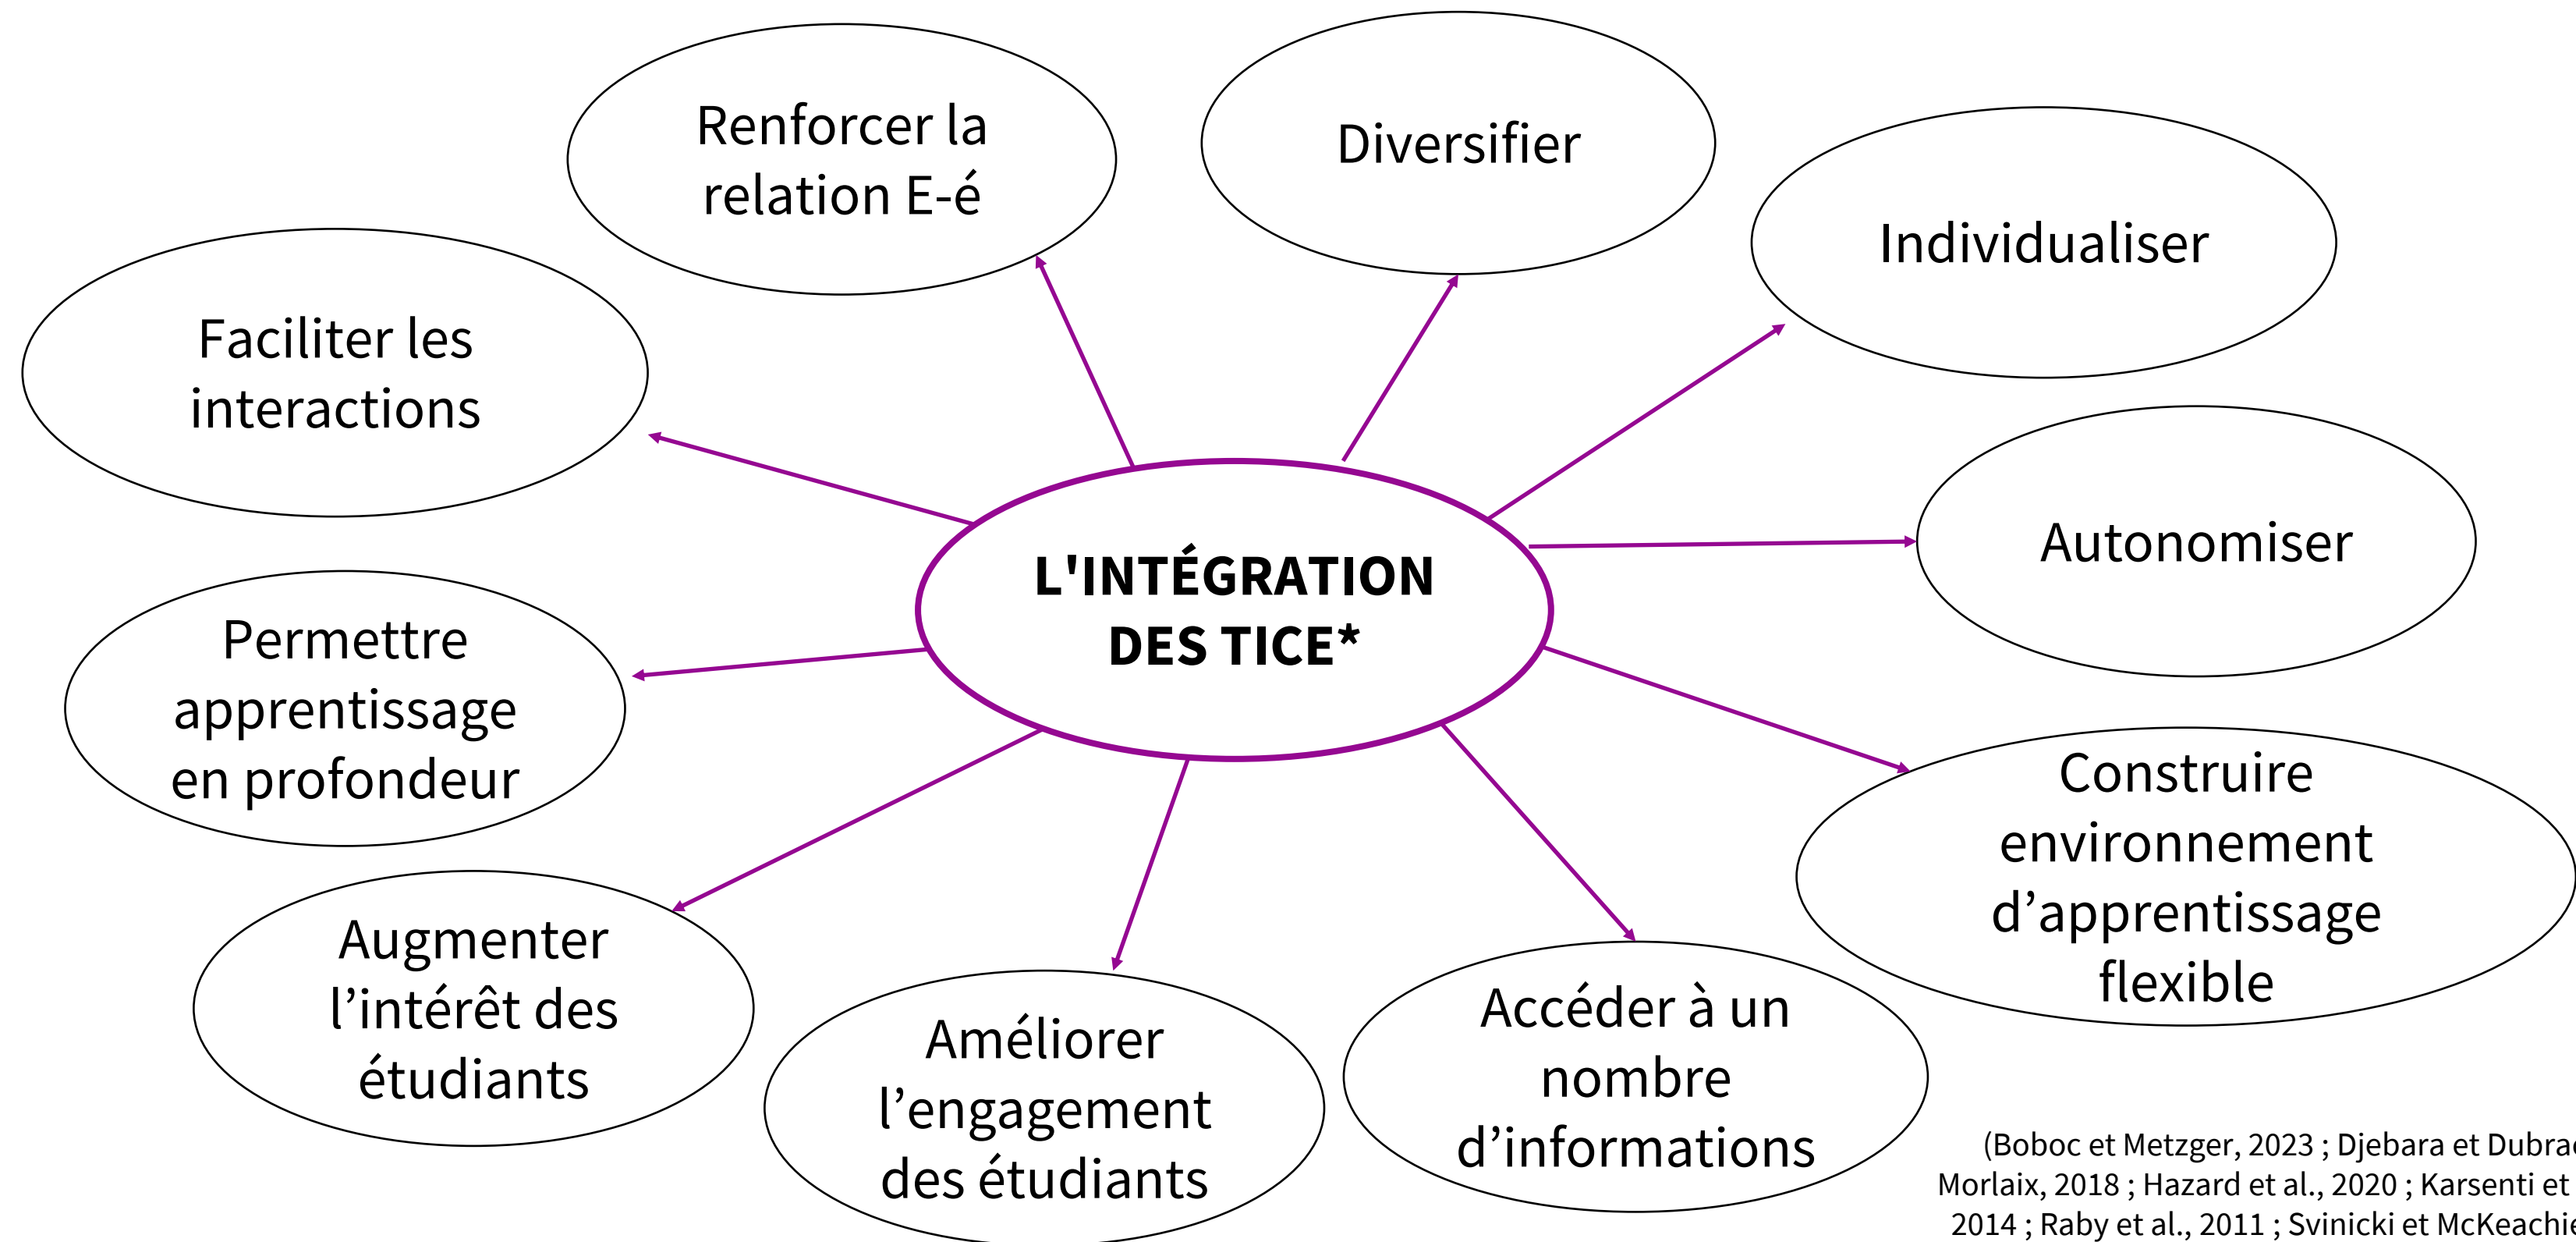 Renforcer la
relation E-é
Diversifier
Individualiser
Faciliter les
interactions
Autonomiser
L'INTÉGRATION
DES TICE*
Permettre
apprentissage
en profondeur
Construire
environnement
d’apprentissage
flexible
Augmenter
l’intérêt des
étudiants
Améliorer
l’engagement
des étudiants
Accéder à un
nombre
d’informations
(Boboc et Metzger, 2023 ; Djebara et
Morlaix, 2018 ; Hazard et al., 2020 ; Karsenti et
2014 ; Raby et al., 2011 ; Svinicki et